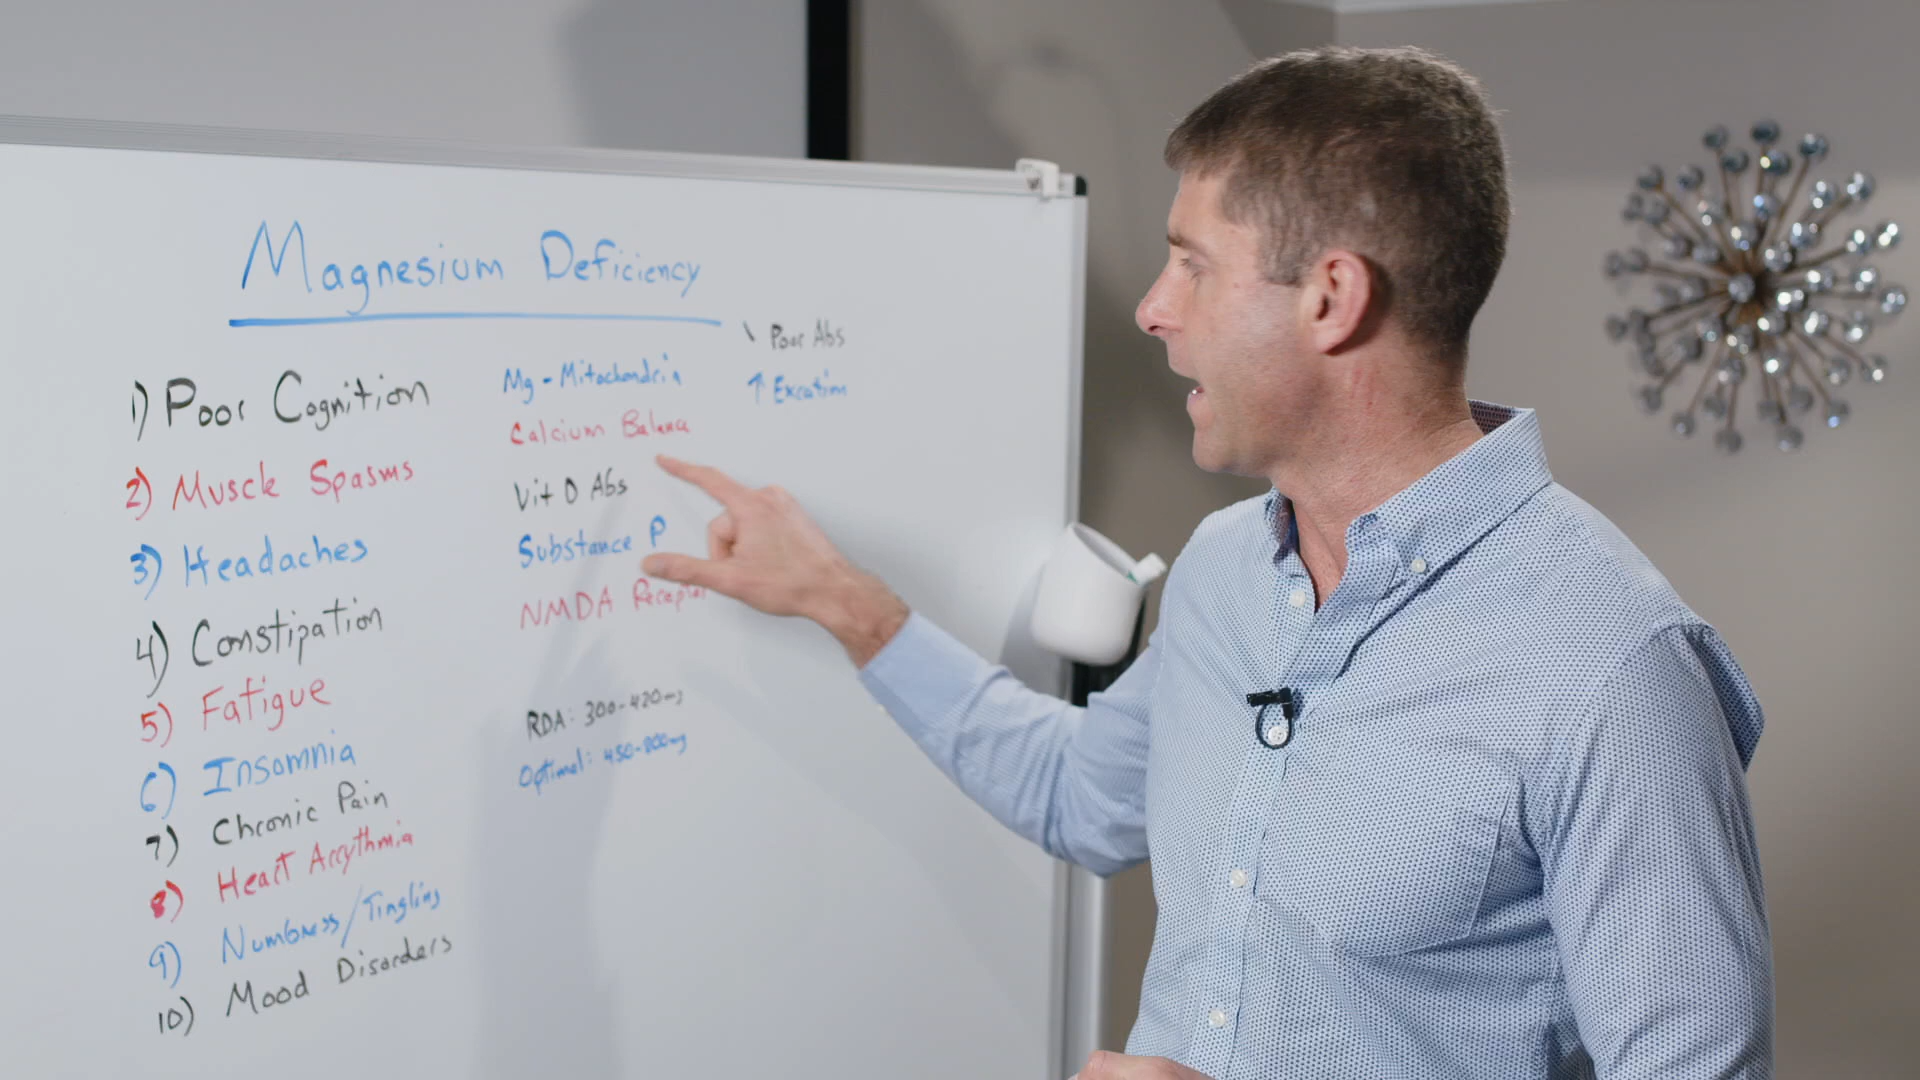 Magnesium Deficiency
1) Poor Cognition
2) Muscle Spasms
3) Headaches
4) Constipation
5) Fatigue
6) Insomnia
7) Chronic Pain
8) Heart Arrythmia
9) Numbness/Tingling
10) Mood Disorders
Mg - Mitochondria
Calcium Balance
Vit D Abs
Substance P
NMDA Receptor
RDA: 300-420mg
Optimal: 450-800mg
\ Poor Abs
↑ Excretion